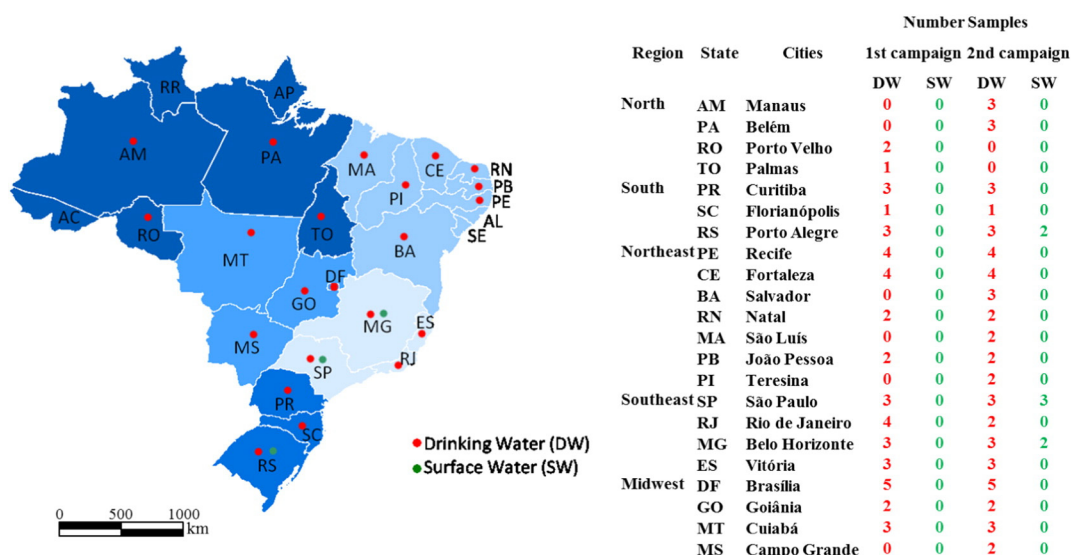 RR
AP
AM
PA
MA
CE
RN
PB
PE
PI
AL
SE
AC
RO
TO
BA
MT
DF
GO
MG
ES
MS
SP
RJ
PR
SC
RS
Drinking Water (DW)
Surface Water (SW)
0 500 1000
km
Number Samples
Region State Cities 1st campaign 2nd campaign
DW SW DW SW
North AM Manaus 0 0 3 0
PA Belém 0 0 3 0
RO Porto Velho 2 0 0 0
TO Palmas 1 0 0 0
South PR Curitiba 3 0 3 0
SC Florianópolis 1 0 1 0
RS Porto Alegre 3 0 3 2
Northeast PE Recife 4 0 4 0
CE Fortaleza 4 0 4 0
BA Salvador 0 0 3 0
RN Natal 2 0 2 0
MA São Luís 0 0 2 0
PB João Pessoa 2 0 2 0
PI Teresina 0 0 2 0
Southeast SP São Paulo 3 0 3 3
RJ Rio de Janeiro 4 0 2 0
MG Belo Horizonte 3 0 3 2
ES Vitória 3 0 3 0
Midwest DF Brasília 5 0 5 0
GO Goiânia 2 0 2 0
MT Cuiabá 3 0 3 0
MS Campo Grande 0 0 2 0